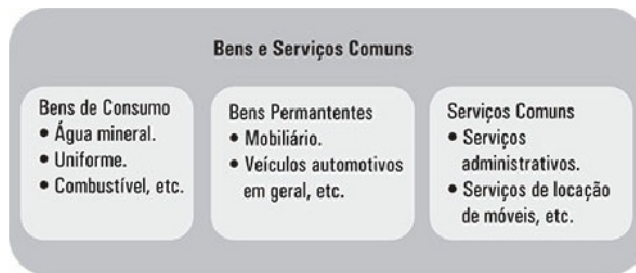 Bens e Serviços Comuns
Bens de Consumo
• Água mineral.
• Uniforme.
• Combustível, etc.
Bens Permantentes
• Mobiliário.
• Veículos automotivos
em geral, etc.
Serviços Comuns
• Serviços
administrativos.
• Serviços de locação
de móveis, etc.